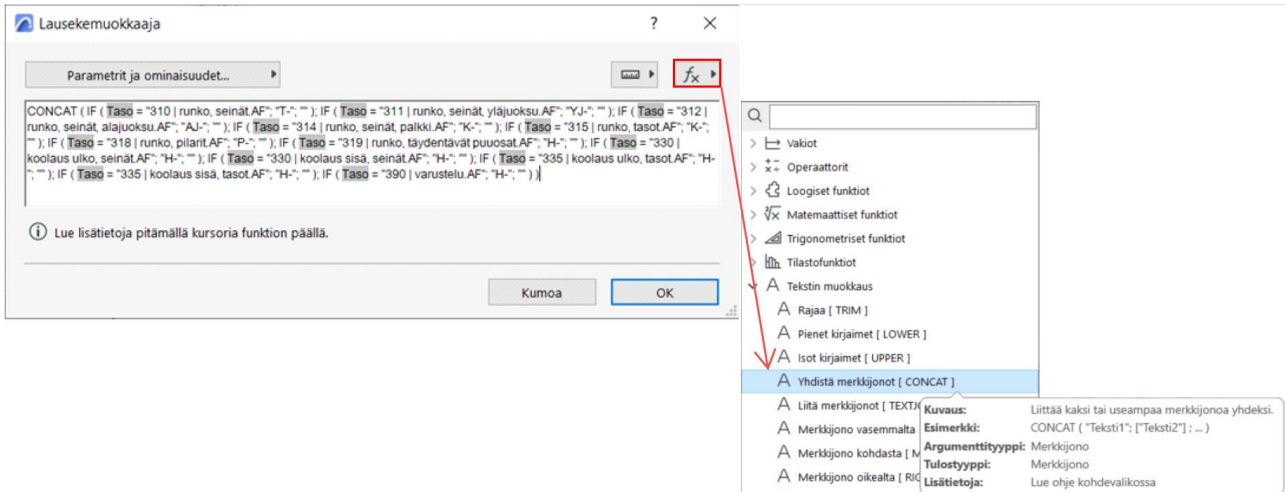 Lausekemuokkaaja
?
Parametrit ja ominaisuudet...
fx
CONCAT ( IF ( Taso = "310 | runko, seinät.AF"; "T-"; "" ); IF ( Taso = "311 | runko, seinät, yläjuoksu.AF"; "YJ-"; "" ); IF ( Taso = "312 |
runko, seinät, alajuoksu.AF"; "AJ-"; "" ); IF ( Taso = "314 | runko, seinät, palkki.AF"; "K-"; "" ); IF ( Taso = "315 | runko, tasot.AF"; "K-";
"" ); IF ( Taso = "318 | runko, pilarit.AF"; "P-"; "" ); IF ( Taso = "319 | runko, täydentävät puuosat.AF"; "H-"; "" ); IF ( Taso = "330 |
koolaus ulko, seinät.AF"; "H-"; "" ); IF ( Taso = "330 | koolaus sisä, seinät.AF"; "H-"; "" ); IF ( Taso = "335 | koolaus ulko, tasot.AF"; "H-
"; "" ); IF ( Taso = "335 | koolaus sisä, tasot.AF"; "H-"; "" ); IF ( Taso = "390 | varustelu.AF"; "H-"; "" ) )
Lue lisätietoja pitämällä kursoria funktion päällä.
Kumoa
OK
Vakiot
Operaattorit
Loogiset funktiot
Matemaattiset funktiot
Trigonometriset funktiot
Tilastofunktiot
A Tekstin muokkaus
A Rajaa [ TRIM ]
A Pienet kirjaimet [ LOWER ]
A Isot kirjaimet [ UPPER ]
A Yhdistä merkkijonot [ CONCAT ]
A Liitä merkkijonot [ TEXTJ
A Merkkijono vasemmalta
A Merkkijono kohdasta [ M
A Merkkijono oikealta [ RIG
Kuvaus: Liittää kaksi tai useampaa merkkijonoa yhdeksi.
Esimerkki: CONCAT ( "Teksti1"; ["Teksti2"] ; ... )
Argumenttityyppi: Merkkijono
Tulostyyppi: Merkkijono
Lisätietoja: Lue ohje kohdevalikossa